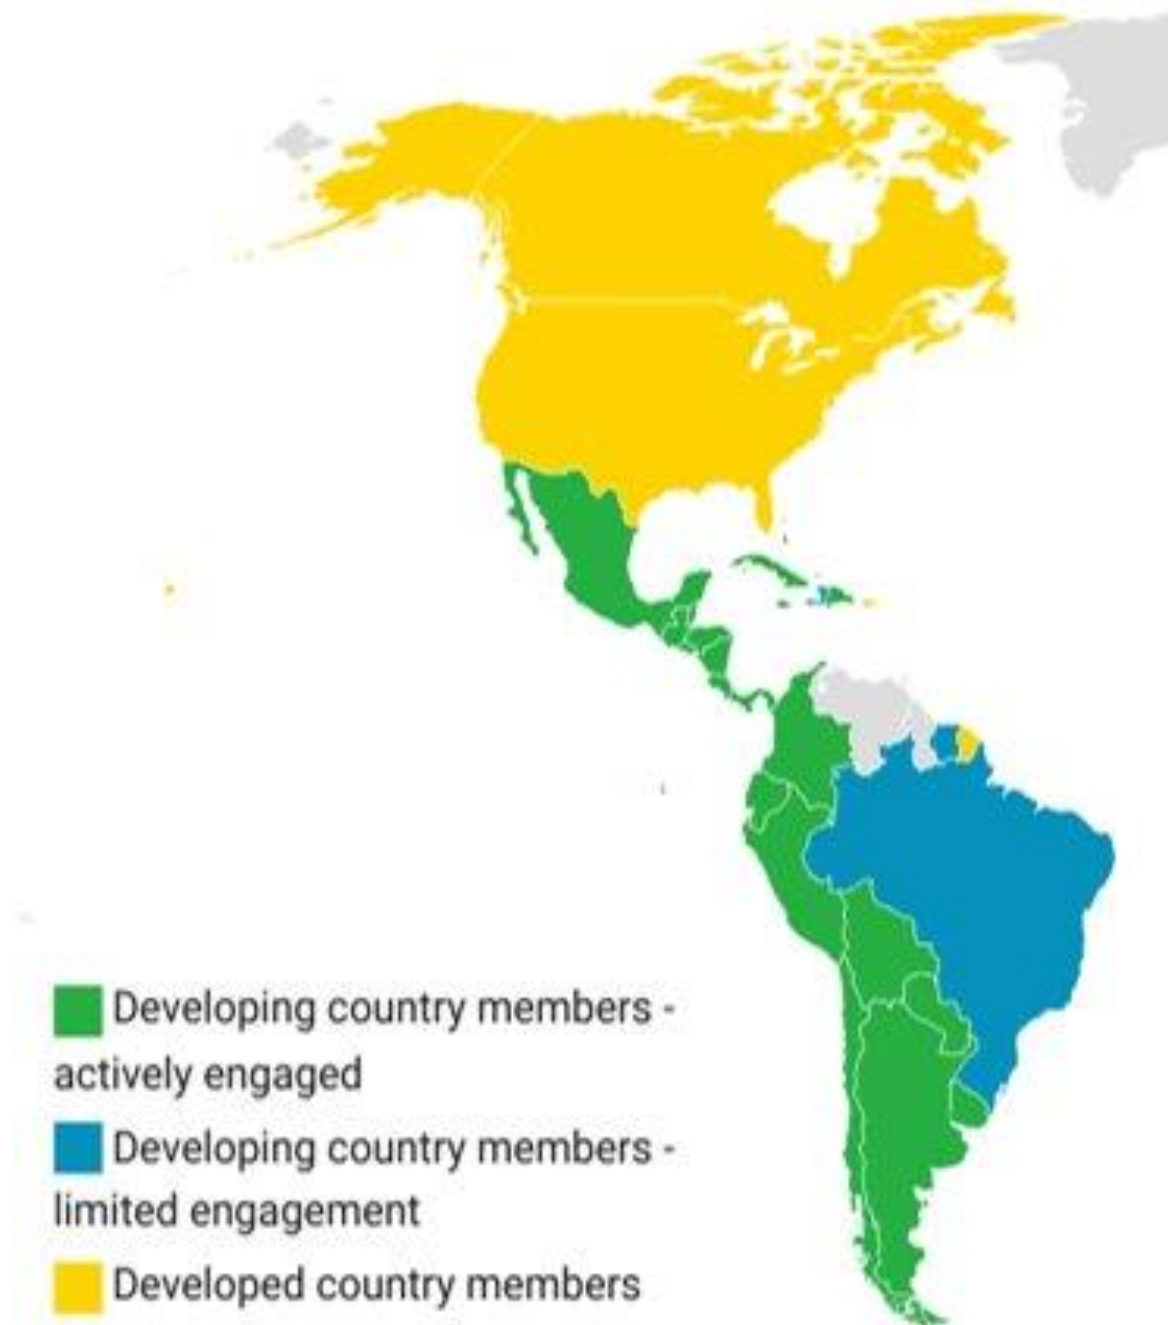 Developing country members -
actively engaged
Developing country members -
limited engagement
Developed country members